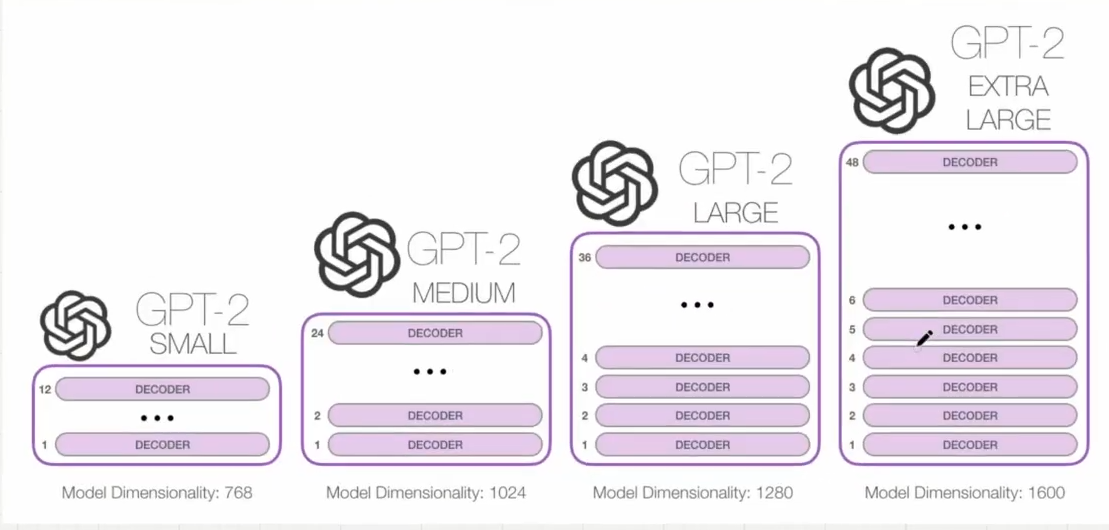 GPT-2
SMALL
12 DECODER
...
1 DECODER
Model Dimensionality: 768
GPT-2
MEDIUM
24 DECODER
...
2 DECODER
1 DECODER
Model Dimensionality: 1024
GPT-2
LARGE
36 DECODER
...
4 DECODER
3 DECODER
2 DECODER
1 DECODER
Model Dimensionality: 1280
GPT-2
EXTRA
LARGE
48 DECODER
...
6 DECODER
5 DECODER
4 DECODER
3 DECODER
2 DECODER
1 DECODER
Model Dimensionality: 1600